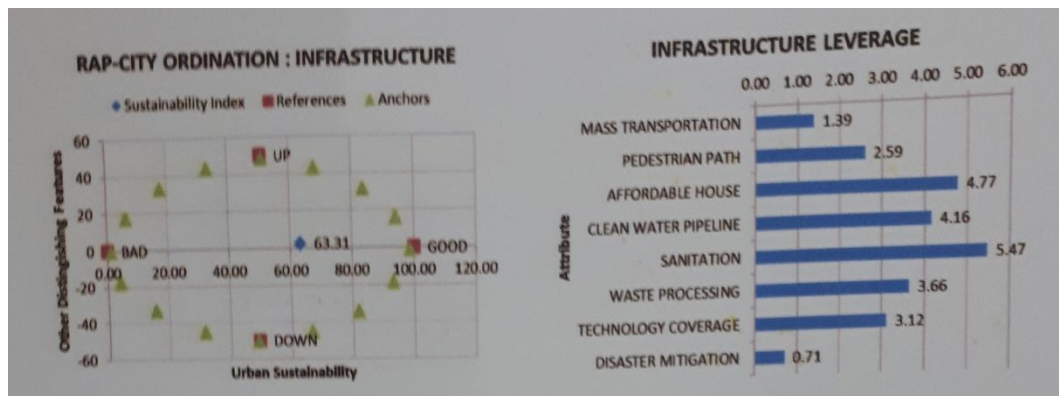 RAP-CITY ORDINATION : INFRASTRUCTURE
Sustainability Index References Anchors
Other Distingishing Features
60
40
20
0
-20
-40
-60
UP
BAD
63.31
GOOD
DOWN
0.00 20.00 40.00 60.00 80.00 100.00 120.00
Urban Sustainability
INFRASTRUCTURE LEVERAGE
0.00 1.00 2.00 3.00 4.00 5.00 6.00
Attribute
MASS TRANSPORTATION 1.39
PEDESTRIAN PATH 2.59
AFFORDABLE HOUSE 4.77
CLEAN WATER PIPELINE 4.16
SANITATION 5.47
WASTE PROCESSING 3.66
TECHNOLOGY COVERAGE 3.12
DISASTER MITIGATION 0.71